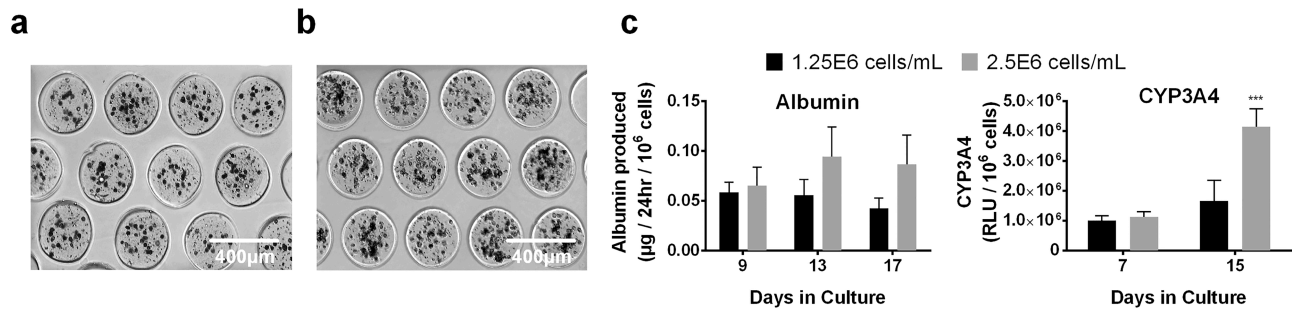 a
b
c
400µm
400µm
1.25E6 cells/mL
2.5E6 cells/mL
Albumin
Albumin produced
(µg / 24hr / 10⁶ cells)
0.15
0.10
0.05
0.00
9
13
17
Days in Culture
CYP3A4
***
CYP3A4
(RLU / 10⁶ cells)
5.0×10⁶
4.0×10⁶
3.0×10⁶
2.0×10⁶
1.0×10⁶
0
7
15
Days in Culture